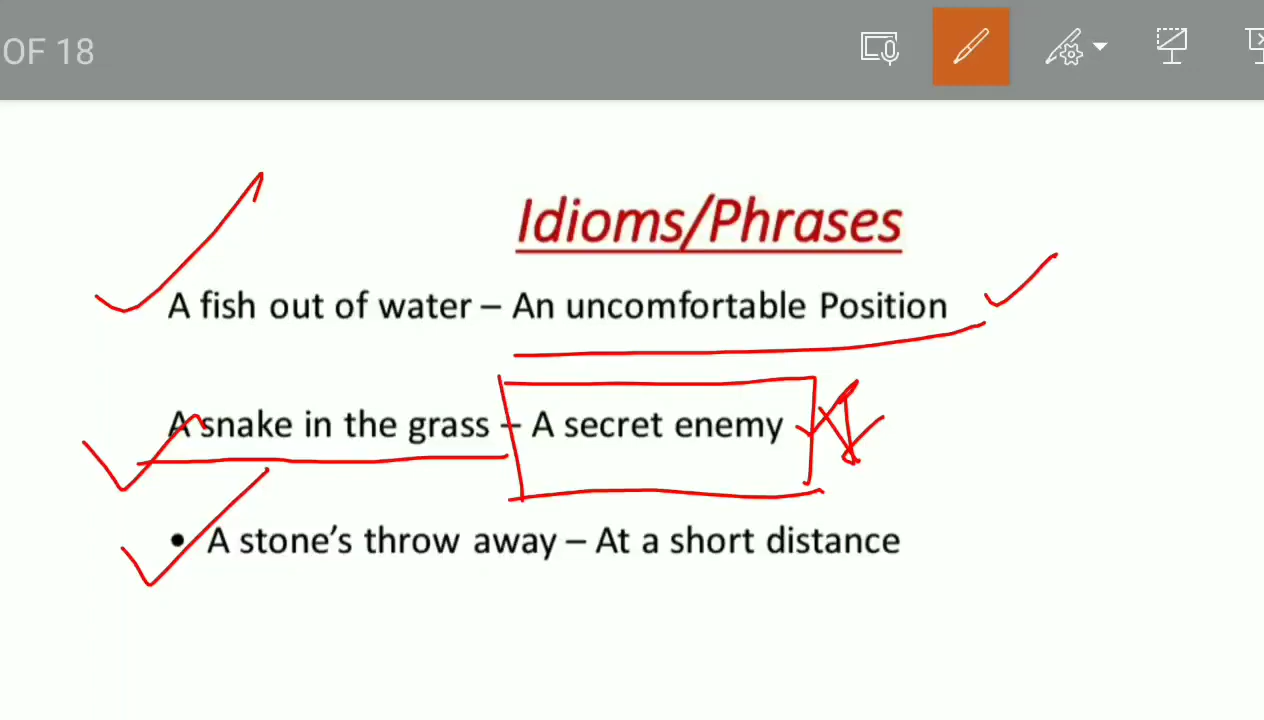 OF 18
Idioms/Phrases
A fish out of water – An uncomfortable Position
A snake in the grass – A secret enemy
• A stone's throw away – At a short distance